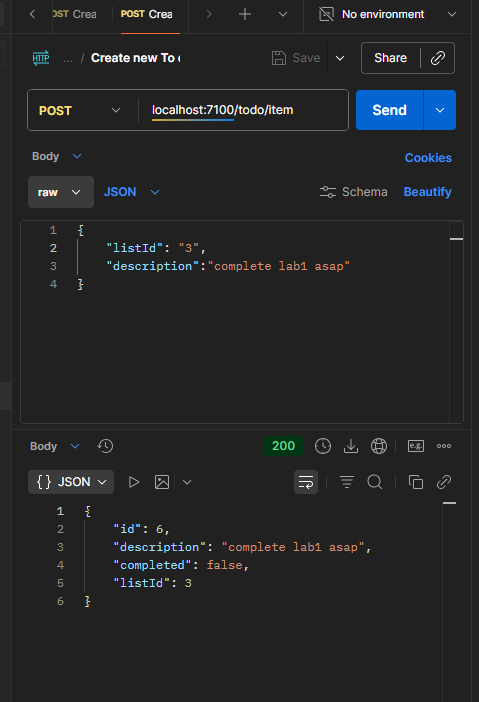 OST Crea POST Crea No environment
HTTP ... / Create new To Save Share
POST localhost:7100/todo/item Send
Body Cookies
raw JSON Schema Beautify
1 {
2 "listId": "3",
3 "description":"complete lab1 asap"
4 }
Body 200 e.g.
{} JSON
1 {
2 "id": 6,
3 "description": "complete lab1 asap",
4 "completed": false,
5 "listId": 3
6 }